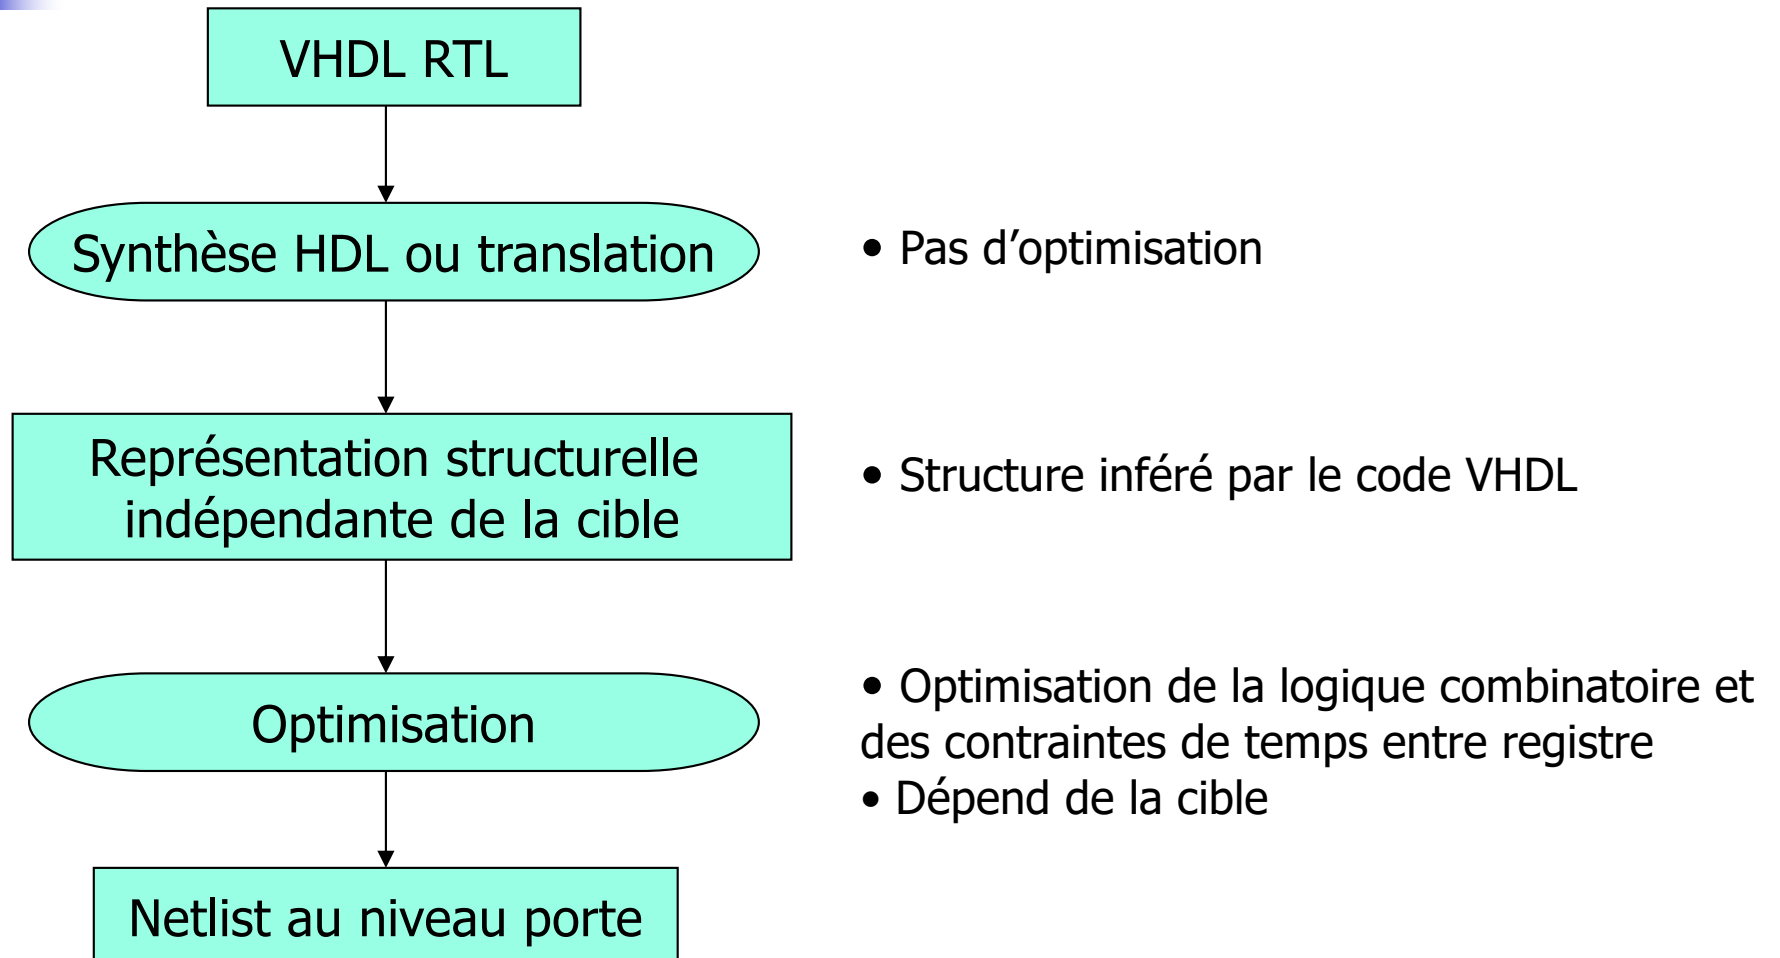 VHDL RTL
Synthèse HDL ou translation
• Pas d’optimisation
Représentation structurelle
indépendante de la cible
• Structure inféré par le code VHDL
Optimisation
• Optimisation de la logique combinatoire et
des contraintes de temps entre registre
• Dépend de la cible
Netlist au niveau porte